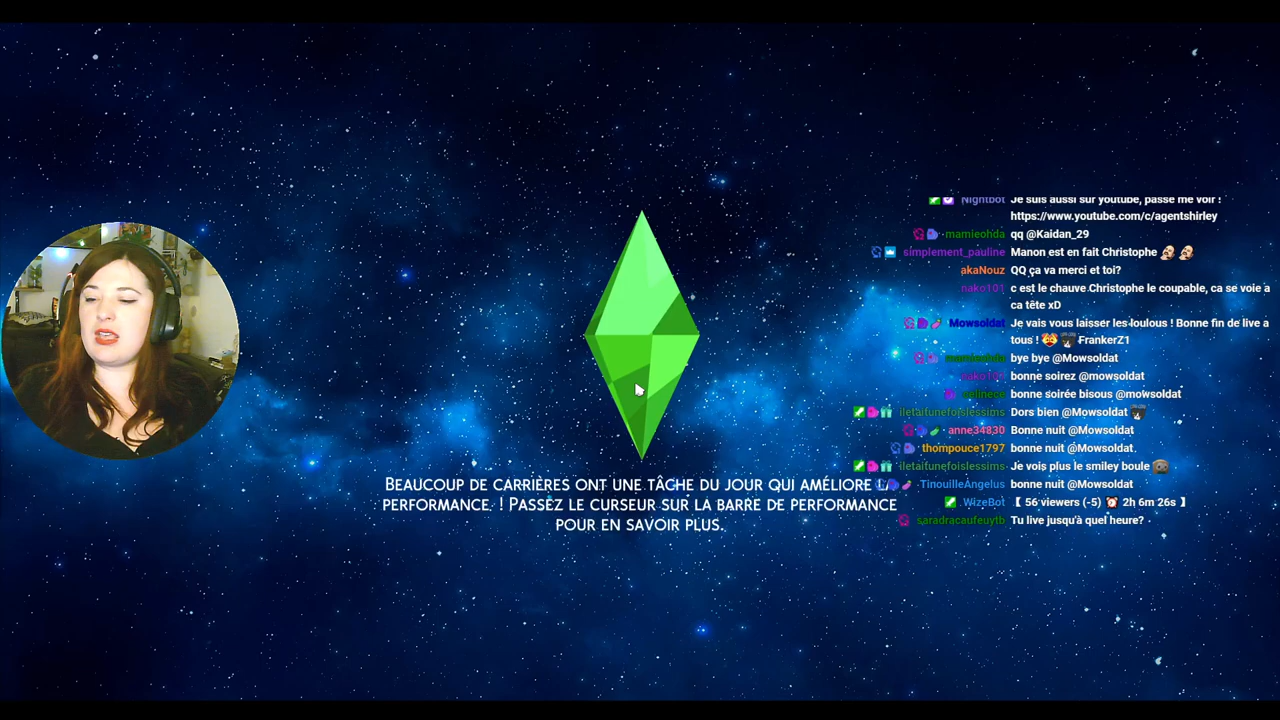 Nightbot Je suis aussi sur youtube, passe me voir !
https://www.youtube.com/c/agentshirley
mamieohda qq @Kaidan_29
simplement_pauline Manon est en fait Christophe
akaNouz QQ ça va merci et toi?
nako101 c est le chauve Christophe le coupable, ca se voie a
ca tête xD
Mowsoldat Je vais vous laisser les loulous ! Bonne fin de live a
tous ! FrankerZ1
mamieohda bye bye @Mowsoldat
nako101 bonne soirez @mowsoldat
bonne soirée bisous @mowsoldat
iletaitunefoislessims Dors bien @Mowsoldat
anne34830 Bonne nuit @Mowsoldat
thompouce1797 bonne nuit @Mowsoldat
iletaitunefoislessims Je vois plus le smiley boule
TinouilleAngelus bonne nuit @Mowsoldat
WizeBot 【 56 viewers (-5) 2h 6m 26s 】
saradracaufeuytb Tu live jusqu'à quel heure?
BEAUCOUP DE CARRIÈRES ONT UNE TÂCHE DU JOUR QUI AMÉLIORE LA
PERFORMANCE. ! PASSEZ LE CURSEUR SUR LA BARRE DE PERFORMANCE
POUR EN SAVOIR PLUS.